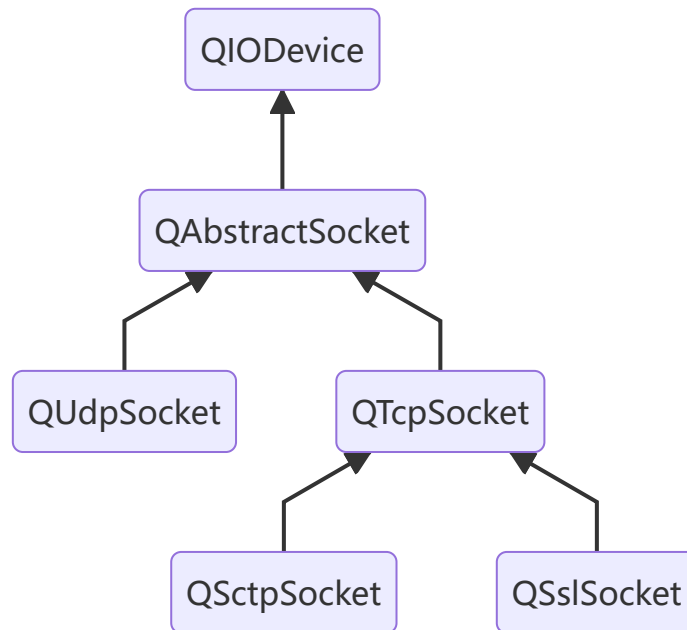 QIODevice
QAbstractSocket
QUdpSocket
QTcpSocket
QSctpSocket
QSslSocket